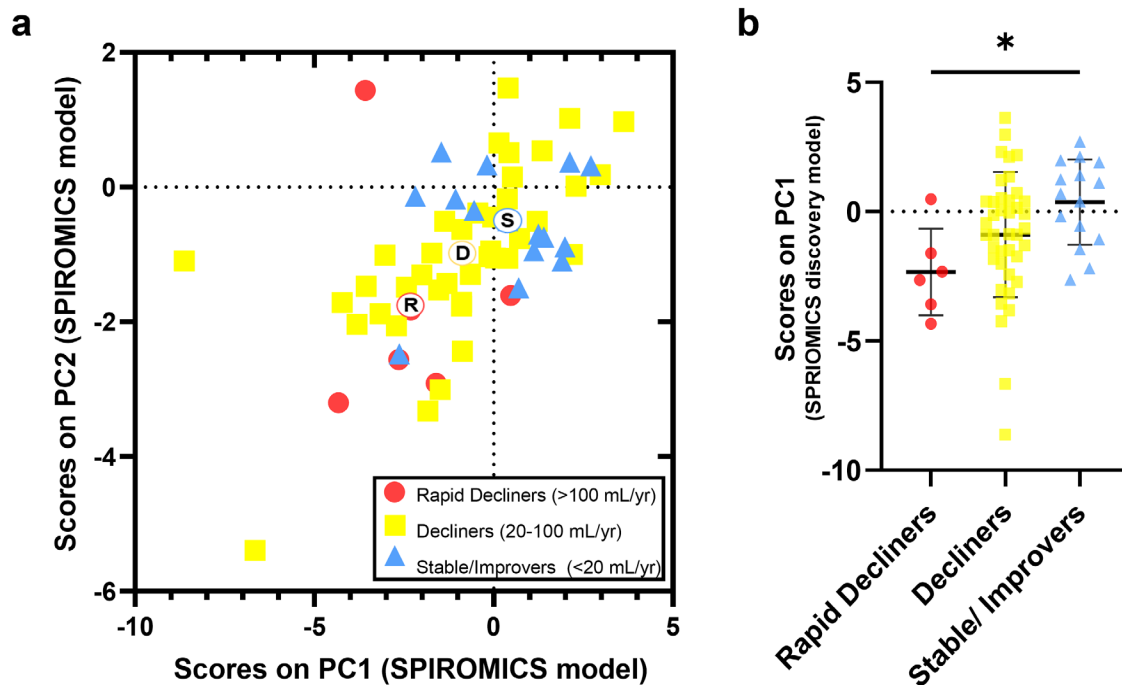 a
Scores on PC2 (SPIROMICS model)
2
0
-2
-4
-6
S
D
R
Rapid Decliners (>100 mL/yr)
Decliners (20-100 mL/yr)
Stable/Improvers (<20 mL/yr)
-10
-5
0
5
Scores on PC1 (SPIROMICS model)
b
*
Scores on PC1
(SPRIOMICS discovery model)
5
0
-5
-10
Rapid Decliners
Decliners
Stable/ Improvers